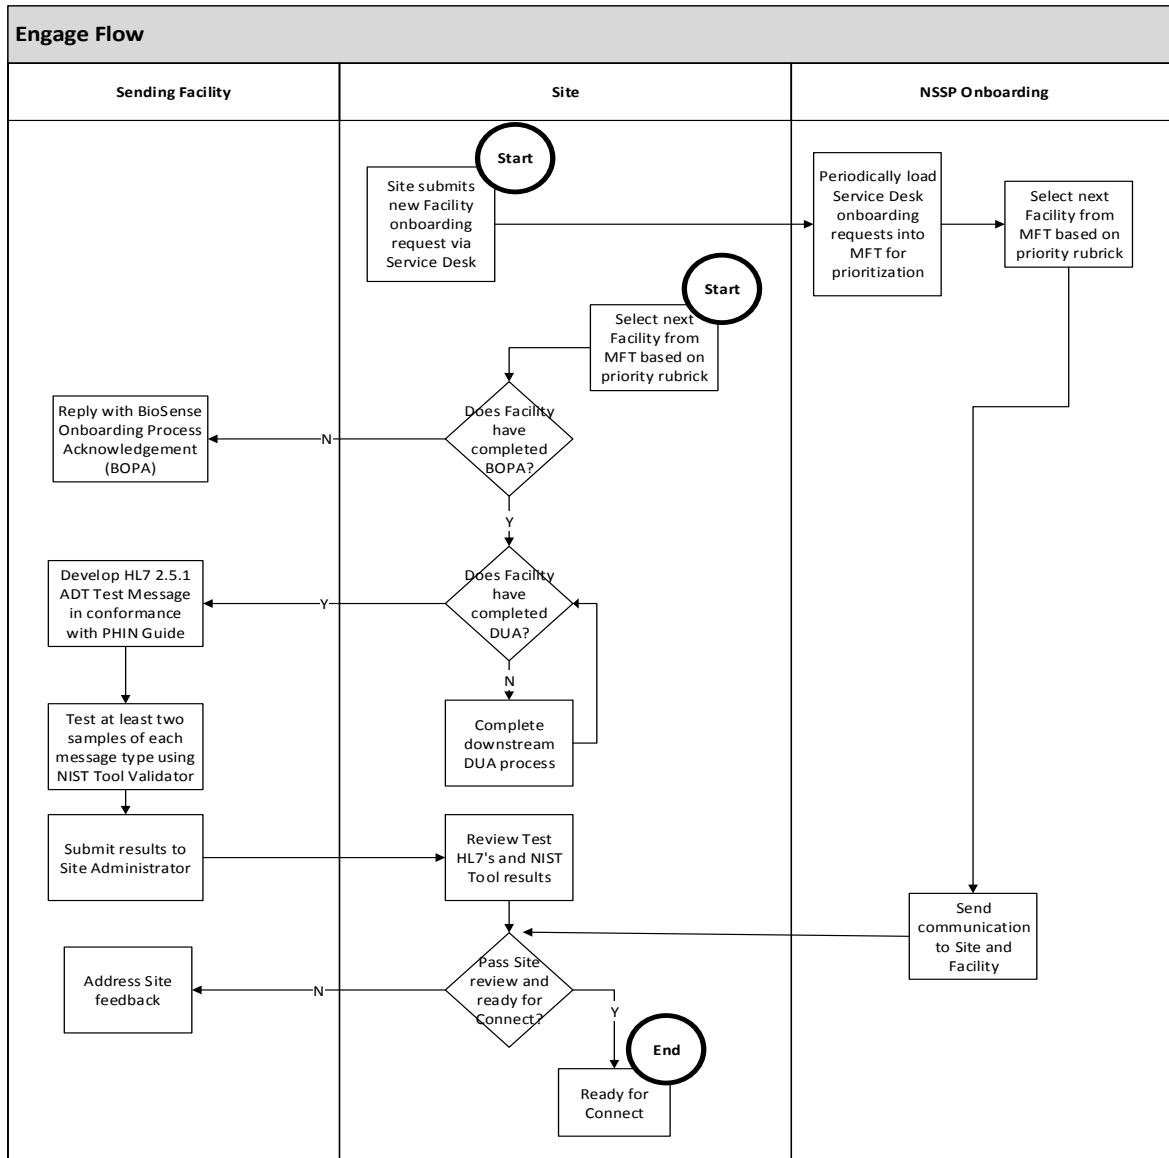 Engage Flow
Sending Facility
Site
NSSP Onboarding
Start
Site submits
new Facility
onboarding
request via
Service Desk
Periodically load
Service Desk
onboarding
requests into
MFT for
prioritization
Select next
Facility from
MFT based on
priority rubrick
Start
Select next
Facility from
MFT based on
priority rubrick
Does Facility
have
completed
BOPA?
N
Reply with BioSense
Onboarding Process
Acknowledgement
(BOPA)
Y
Does Facility
have
completed
DUA?
Y
Develop HL7 2.5.1
ADT Test Message
in conformance
with PHIN Guide
N
Complete
downstream
DUA process
Test at least two
samples of each
message type using
NIST Tool Validator
Submit results to
Site Administrator
Review Test
HL7's and NIST
Tool results
Send
communication
to Site and
Facility
Pass Site
review and
ready for
Connect?
N
Address Site
feedback
Y
End
Ready for
Connect